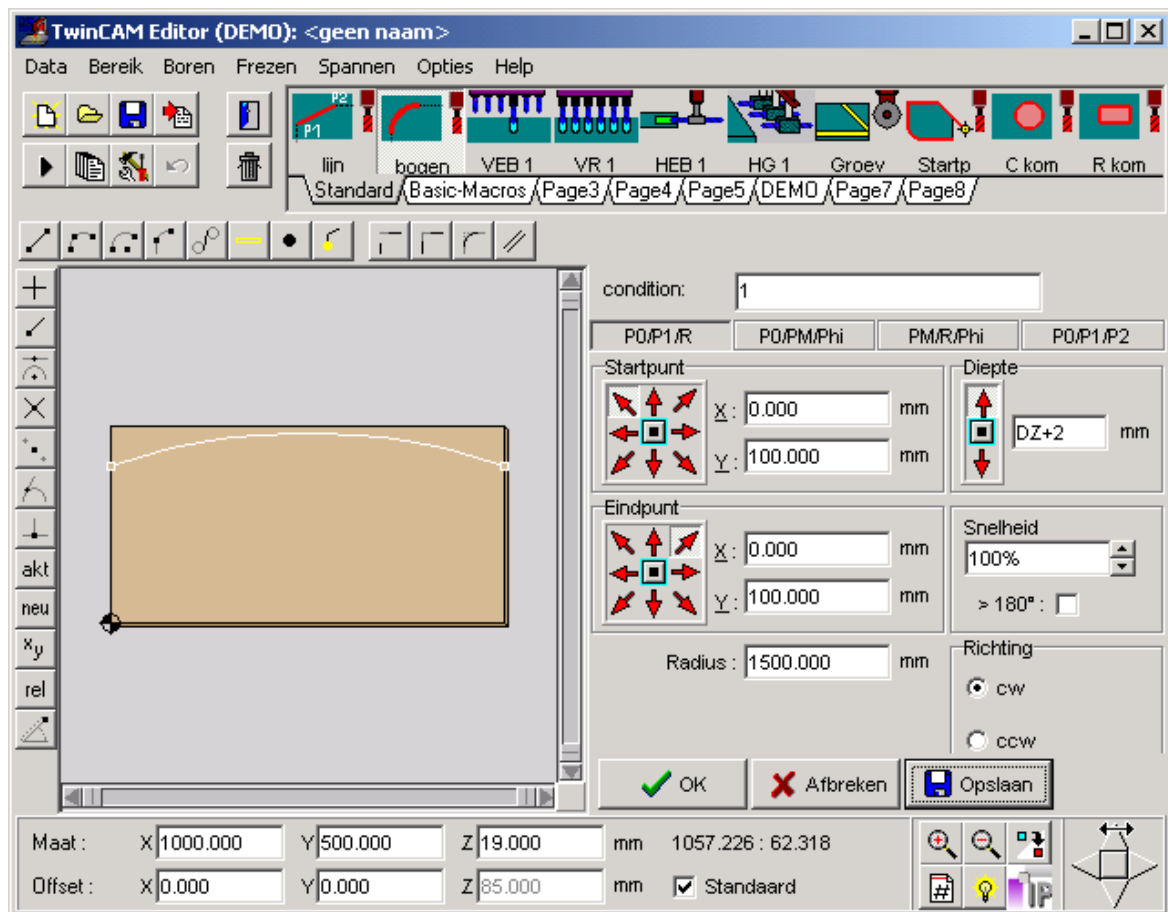 TwinCAM Editor (DEMO): <geen naam>
Data Bereik Boren Frezen Spannen Opties Help
P2
P1
lijn bogen VEB 1 VR 1 HEB 1 HG 1 Groev Startp C kom R kom
Standard Basic-Macros Page3 Page4 Page5 DEMO Page7 Page8
condition: 1
P0/P1/R P0/PM/Phi PM/R/Phi P0/P1/P2
Startpunt Diepte
X : 0.000 mm
DZ+2 mm
Y : 100.000 mm
Eindpunt
Snelheid
X : 0.000 mm
100%
Y : 100.000 mm
> 180° :
Radius : 1500.000 mm
Richting
cw
ccw
akt
neu
xy
rel
OK Afbreken Opslaan
Maat : X 1000.000 Y 500.000 Z 19.000 mm 1057.226 : 62.318
Offset : X 0.000 Y 0.000 Z 85.000 mm Standaard
# IP